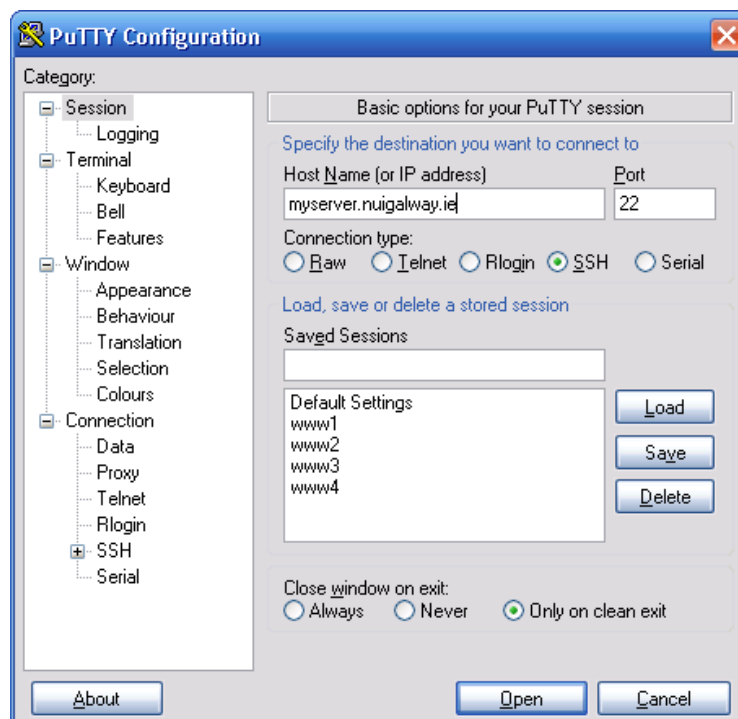 PuTTY Configuration
Category:
Session
Logging
Terminal
Keyboard
Bell
Features
Window
Appearance
Behaviour
Translation
Selection
Colours
Connection
Data
Proxy
Telnet
Rlogin
SSH
Serial
Basic options for your PuTTY session
Specify the destination you want to connect to
Host Name (or IP address) Port
myserver.nuigalway.ie 22
Connection type:
Raw Telnet Rlogin SSH Serial
Load, save or delete a stored session
Saved Sessions
Default Settings
www1
www2
www3
www4
Load
Save
Delete
Close window on exit:
Always Never Only on clean exit
About Open Cancel